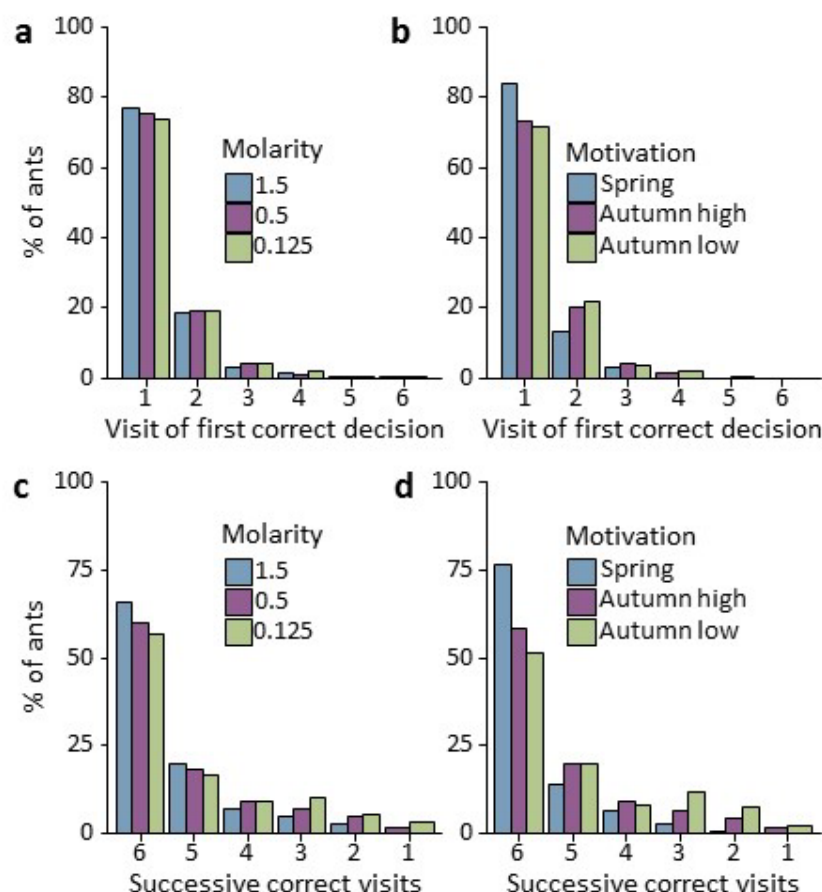 a
100
80
60
40
20
0
% of ants
Molarity
1.5
0.5
0.125
1 2 3 4 5 6
Visit of first correct decision
b
100
80
60
40
20
0
Motivation
Spring
Autumn high
Autumn low
1 2 3 4 5 6
Visit of first correct decision
c
100
75
50
25
0
% of ants
Molarity
1.5
0.5
0.125
6 5 4 3 2 1
Successive correct visits
d
100
75
50
25
0
Motivation
Spring
Autumn high
Autumn low
6 5 4 3 2 1
Successive correct visits